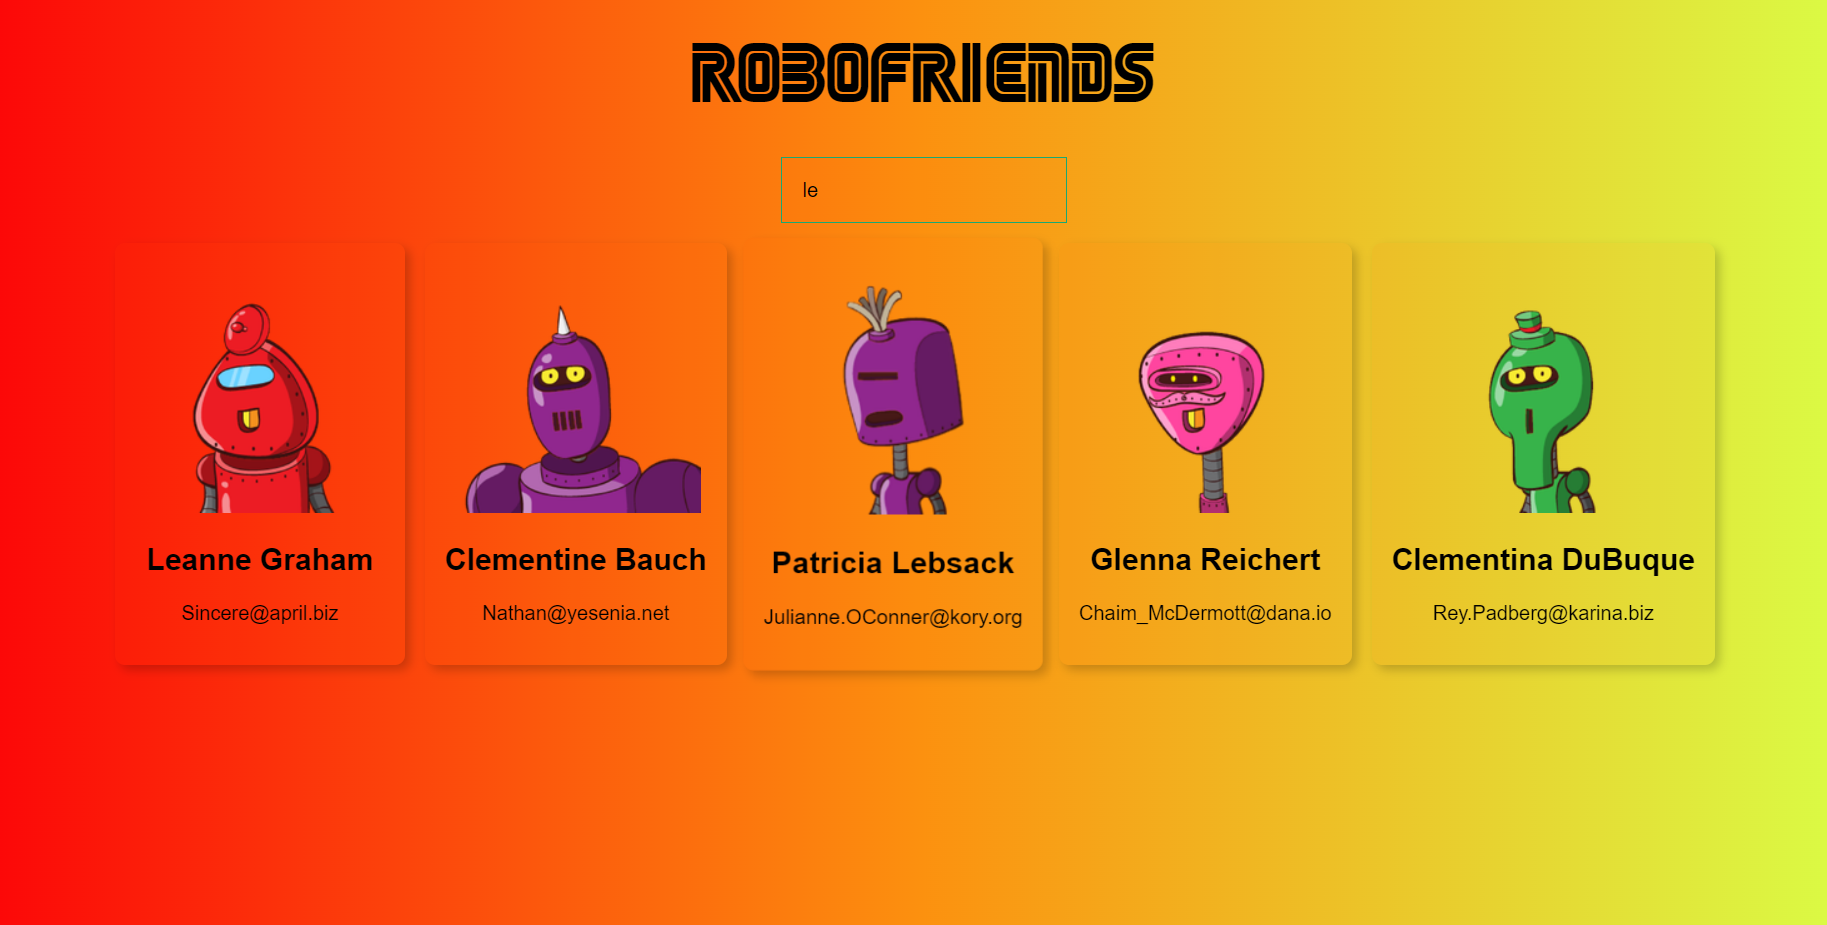 ROBOFRIENDS
le
Leanne Graham
Sincere@april.biz
Clementine Bauch
Nathan@yesenia.net
Patricia Lebsack
Julianne.OConner@kory.org
Glenna Reichert
Chaim_McDermott@dana.io
Clementina DuBuque
Rey.Padberg@karina.biz